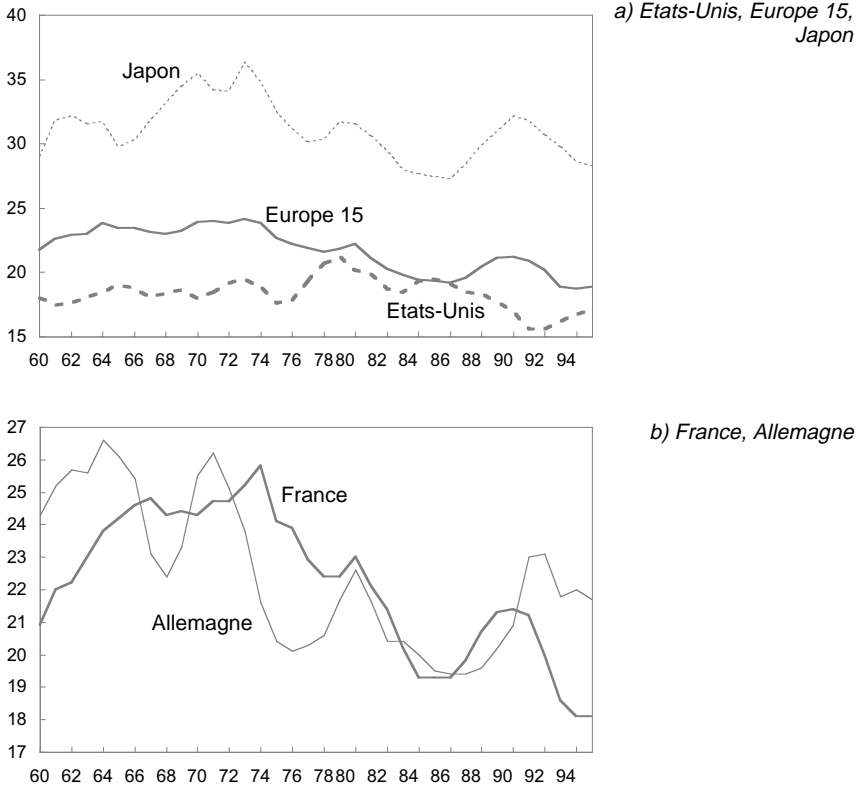 a) Etats-Unis, Europe 15,
Japon
40
35
30
25
20
15
Japon
Europe 15
Etats-Unis
60 62 64 66 68 70 72 74 76 78 80 82 84 86 88 90 92 94
b) France, Allemagne
27
26
25
24
23
22
21
20
19
18
17
France
Allemagne
60 62 64 66 68 70 72 74 76 78 80 82 84 86 88 90 92 94